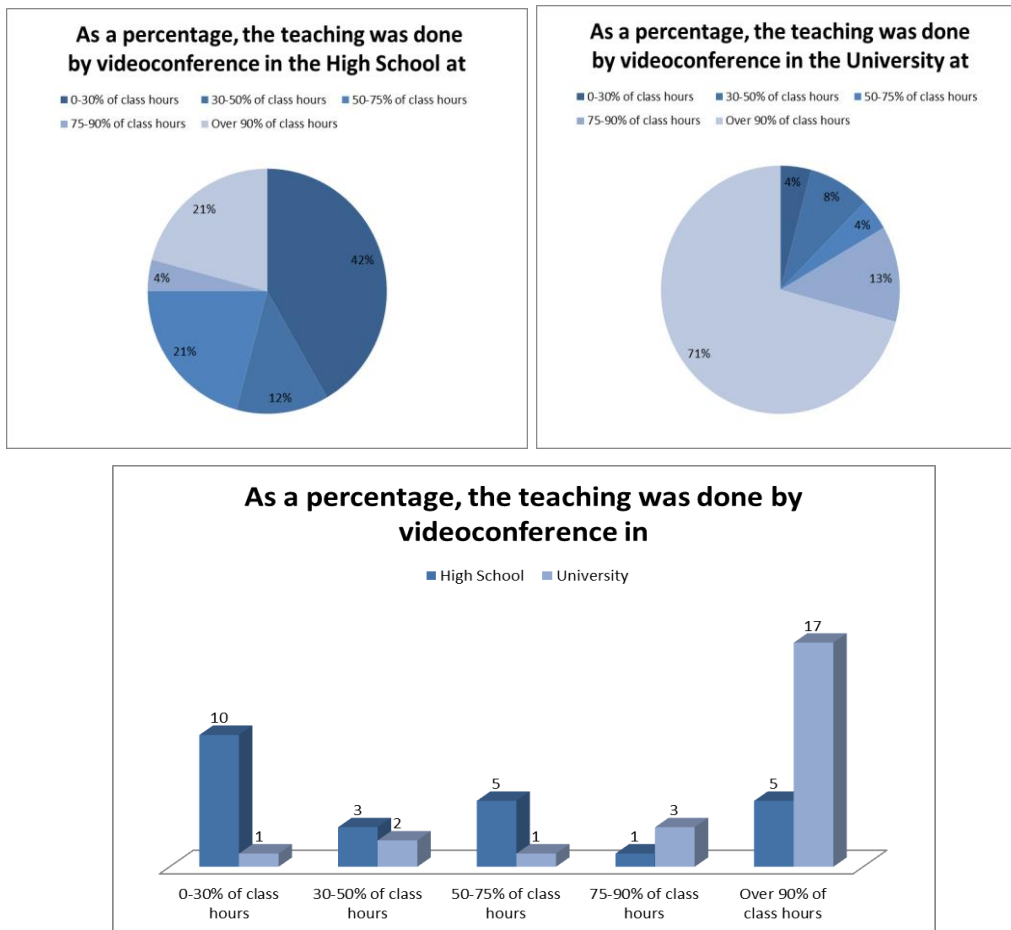 As a percentage, the teaching was done
by videoconference in the High School at
0-30% of class hours 30-50% of class hours 50-75% of class hours
75-90% of class hours Over 90% of class hours
21%
42%
4%
21%
12%
As a percentage, the teaching was done
by videoconference in the University at
0-30% of class hours 30-50% of class hours 50-75% of class hours
75-90% of class hours Over 90% of class hours
4%
8%
4%
13%
71%
As a percentage, the teaching was done by
videoconference in
High School University
17
10
5 5
3 3
2
1 1 1
0-30% of class 30-50% of class 50-75% of class 75-90% of class Over 90% of
hours hours hours hours class hours